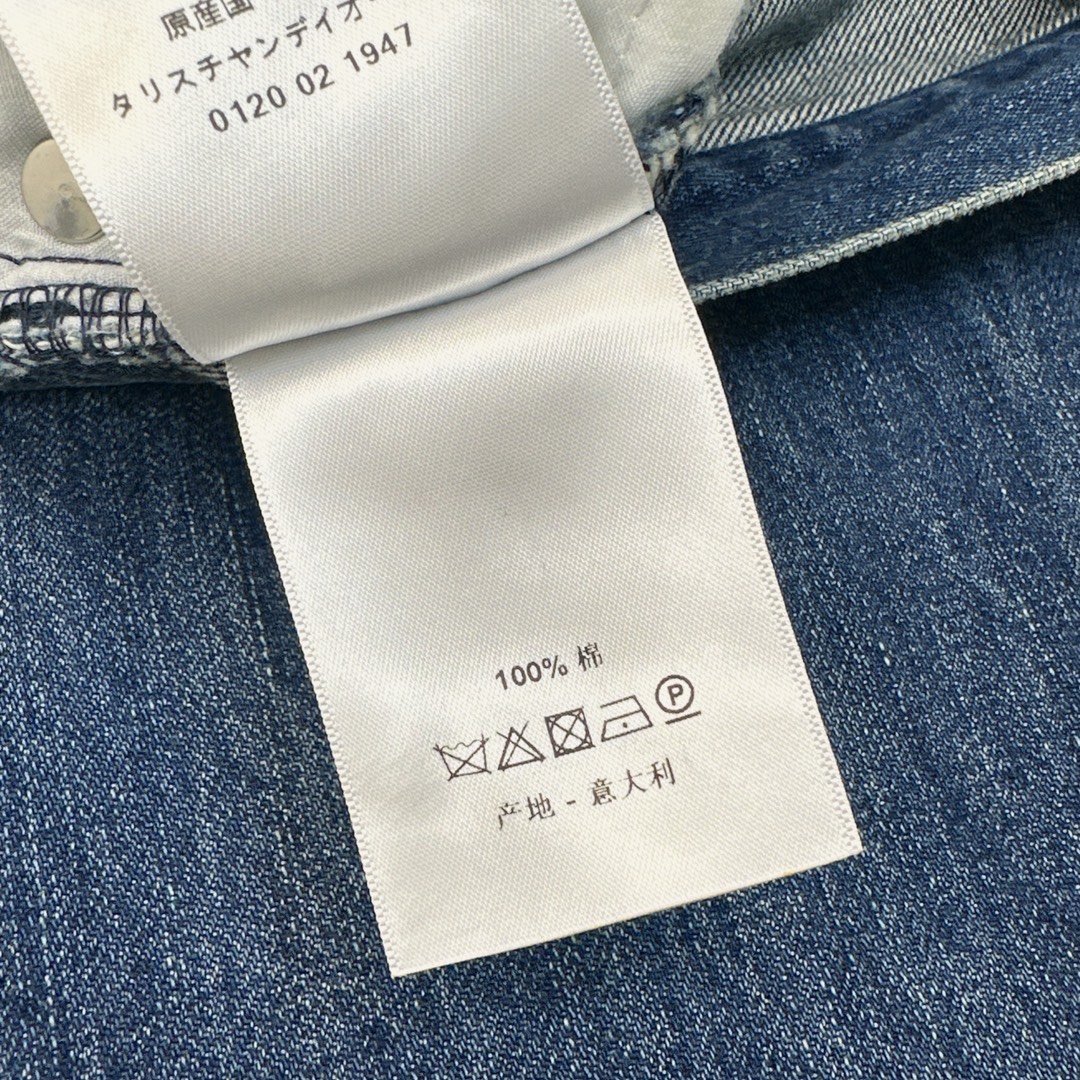 原産国
タリスチャンディオ
0120 02 1947
100% 棉
P
产地 - 意大利